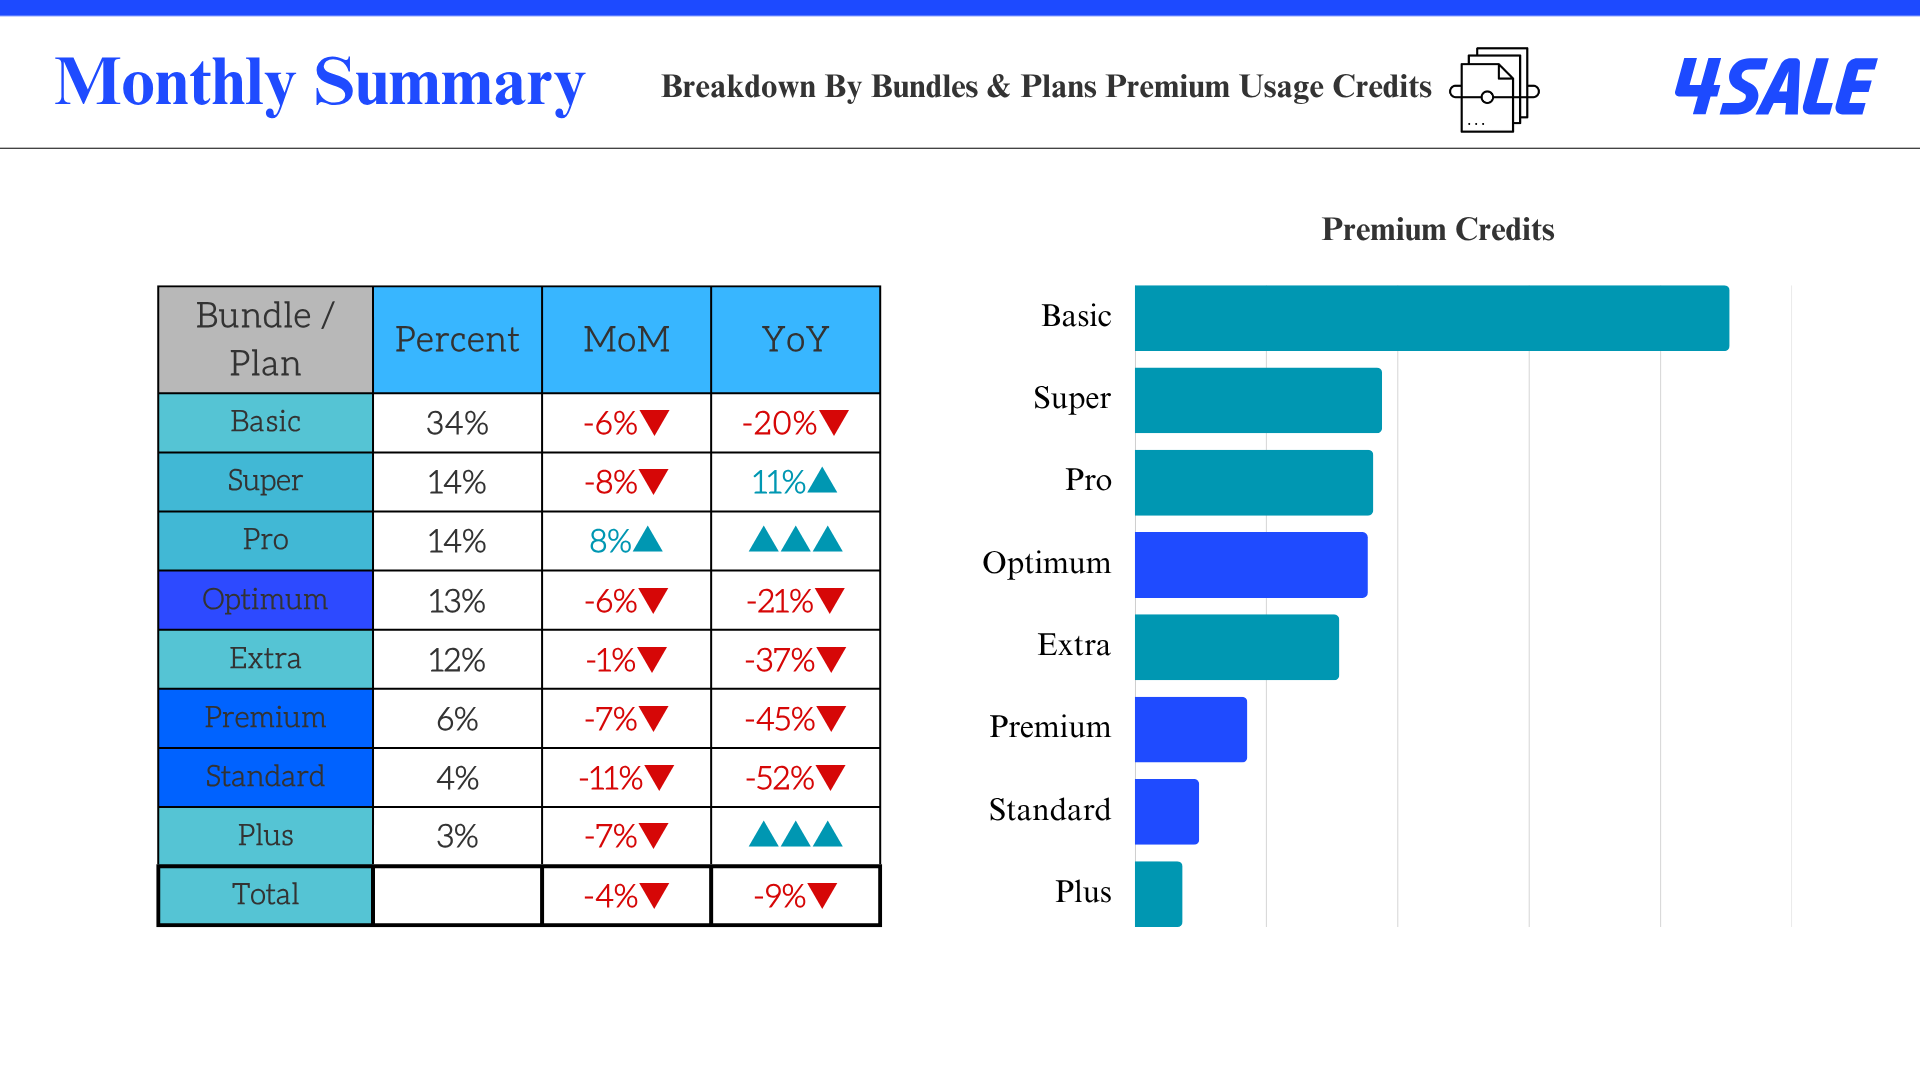 Monthly Summary
Breakdown By Bundles & Plans Premium Usage Credits
4SALE
Bundle /
Plan
Percent
MoM
YoY
Basic
34%
-6%▼
-20%▼
Super
14%
-8%▼
11%▲
Pro
14%
8%▲
▲▲▲
Optimum
13%
-6%▼
-21%▼
Extra
12%
-1%▼
-37%▼
Premium
6%
-7%▼
-45%▼
Standard
4%
-11%▼
-52%▼
Plus
3%
-7%▼
▲▲▲
Total
-4%▼
-9%▼
Premium Credits
Basic
Super
Pro
Optimum
Extra
Premium
Standard
Plus